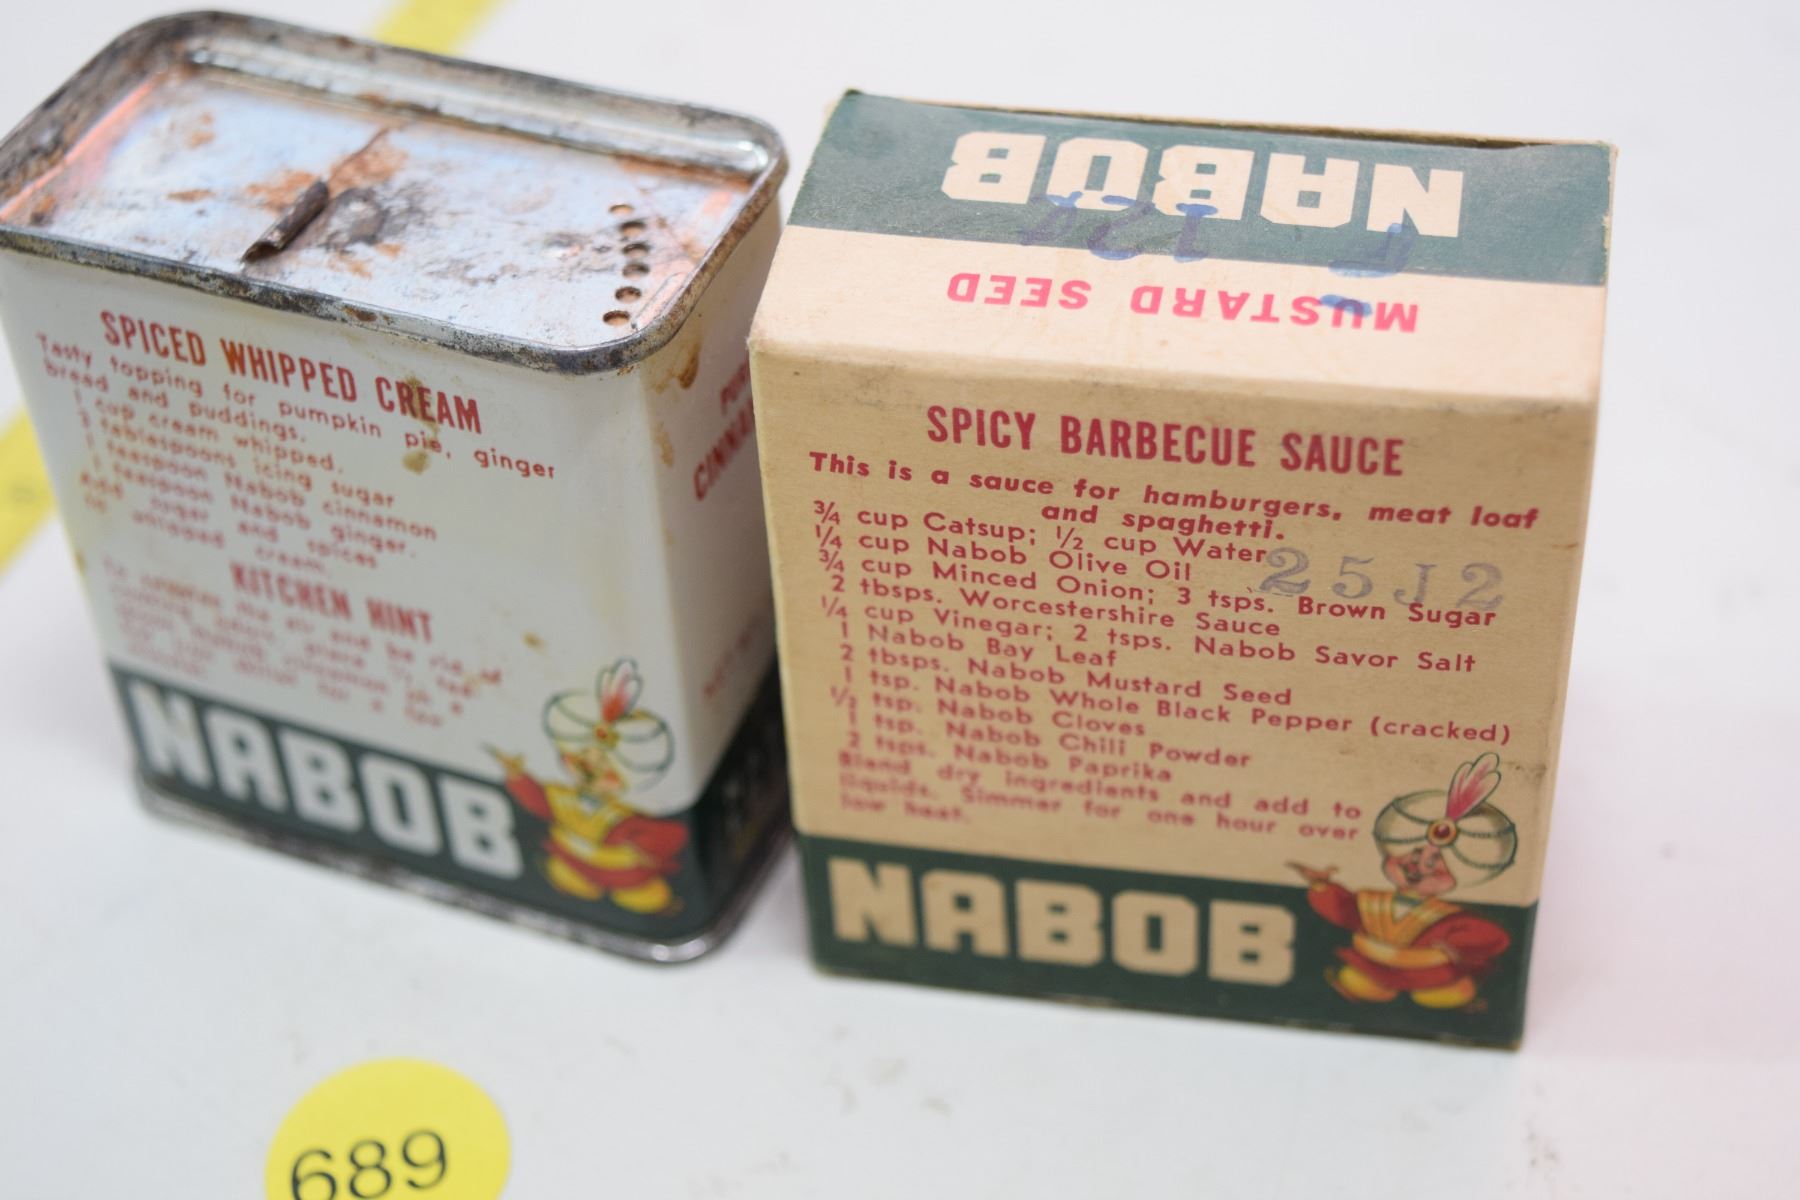 SPICED WHIPPED CREAM
Tasty topping for pumpkin pie, ginger
bread and puddings.
1 cup cream whipped.
3 tablespoons icing sugar
1 teaspoon Nabob cinnamon
1 teaspoon Nabob ginger.
Add sugar and spices
to whipped cream.
KITCHEN HINT
the air and be rid of
NABOB
NABOB
MUSTARD SEED
SPICY BARBECUE SAUCE
This is a sauce for hamburgers, meat loaf
and spaghetti.
¾ cup Catsup; ½ cup Water
¼ cup Nabob Olive Oil
¾ cup Minced Onion; 3 tsps. Brown Sugar
2 tbsps. Worcestershire Sauce
¼ cup Vinegar; 2 tsps. Nabob Savor Salt
1 Nabob Bay Leaf
2 tbsps. Nabob Mustard Seed
1 tsp. Nabob Whole Black Pepper (cracked)
½ tsp. Nabob Cloves
1 tsp. Nabob Chili Powder
2 tsps. Nabob Paprika
Blend dry ingredients and add to
liquids. Simmer for one hour over
low heat.
25J2
NABOB
689